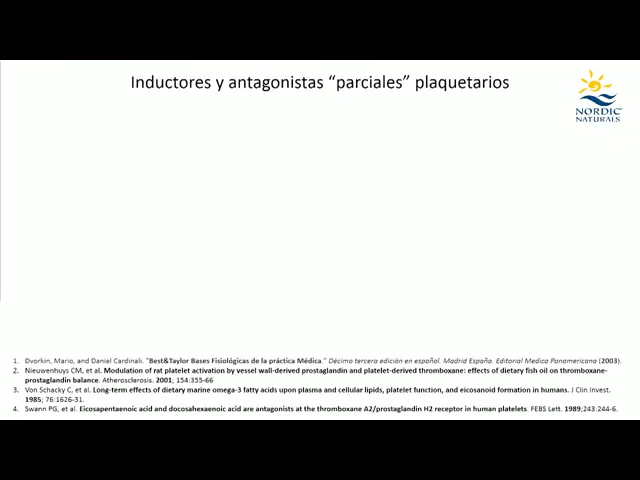 Inductores y antagonistas “parciales” plaquetarios
NORDIC
NATURALS
1. Dvorkin, Mario, and Daniel Cardinali. "Best&Taylor Bases Fisiológicas de la práctica Médica." Décimo tercera edición en español. Madrid España. Editorial Medica Panamericana (2003).
2. Nieuwenhuys CM, et al. Modulation of rat platelet activation by vessel wall-derived prostaglandin and platelet-derived thromboxane: effects of dietary fish oil on thromboxane-
prostaglandin balance. Atherosclerosis. 2001; 154:355-66
3. Von Schacky C, et al. Long-term effects of dietary marine omega-3 fatty acids upon plasma and cellular lipids, platelet function, and eicosanoid formation in humans. J Clin Invest.
1985; 76:1626-31.
4. Swann PG, et al. Eicosapentaenoic acid and docosahexaenoic acid are antagonists at the thromboxane A2/prostaglandin H2 receptor in human platelets. FEBS Lett. 1989;243:244-6.